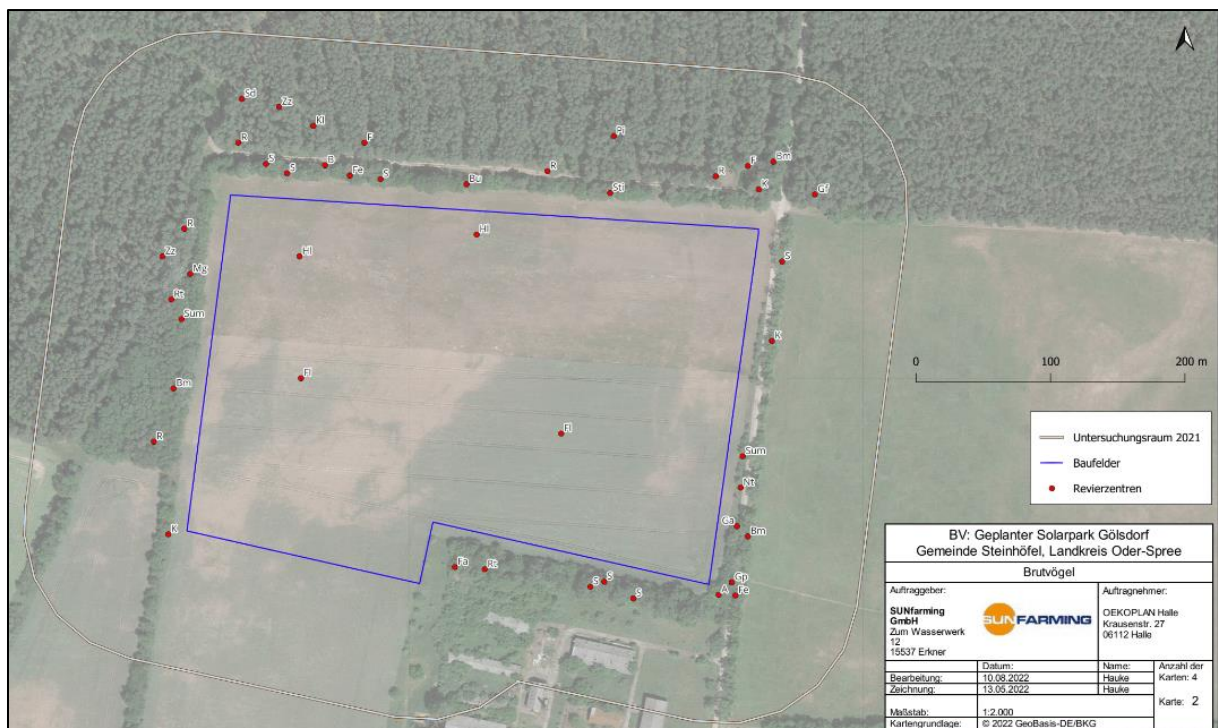 Sd
Zz
Kl
F
R
S
S
B
Fe
S
Bu
R
Pi
Sti
R
F
Bm
K
Gf
R
Zz
Mg
Rt
Sum
Bm
R
K
Hl
Hl
Fl
Fl
S
K
Sum
Nt
Ga
Bm
Gp
A
Fe
Fa
Rt
S
S
S
0 100 200 m
Untersuchungsraum 2021
Baufelder
Revierzentren
BV: Geplanter Solarpark Gölsdorf
Gemeinde Steinhöfel, Landkreis Oder-Spree
Brutvögel
Auftraggeber:
SUNfarming
GmbH
Zum Wasserwerk
12
15537 Erkner
SUNFARMING
Auftragnehmer:
OEKOPLAN Halle
Krausenstr. 27
06112 Halle
Datum: Name: Anzahl der
Bearbeitung: 10.08.2022 Hauke Karten: 4
Zeichnung: 13.05.2022 Hauke
Karte: 2
Maßstab: 1:2.000
Kartengrundlage: © 2022 GeoBasis-DE/BKG